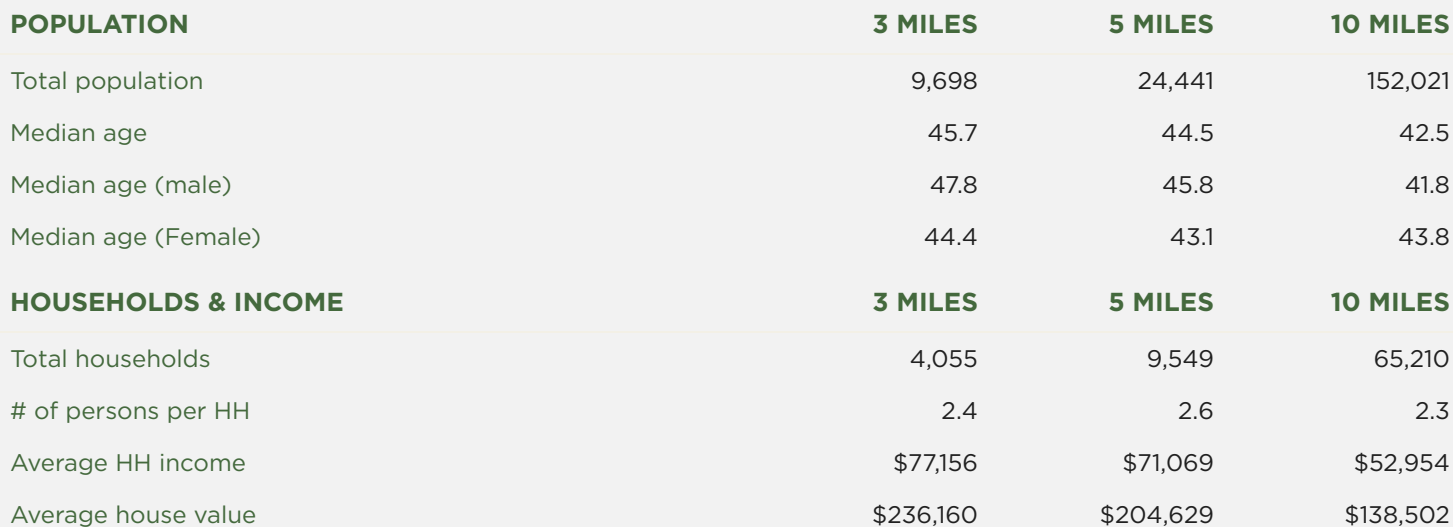 POPULATION 3 MILES 5 MILES 10 MILES
Total population 9,698 24,441 152,021
Median age 45.7 44.5 42.5
Median age (male) 47.8 45.8 41.8
Median age (Female) 44.4 43.1 43.8
HOUSEHOLDS & INCOME 3 MILES 5 MILES 10 MILES
Total households 4,055 9,549 65,210
# of persons per HH 2.4 2.6 2.3
Average HH income $77,156 $71,069 $52,954
Average house value $236,160 $204,629 $138,502